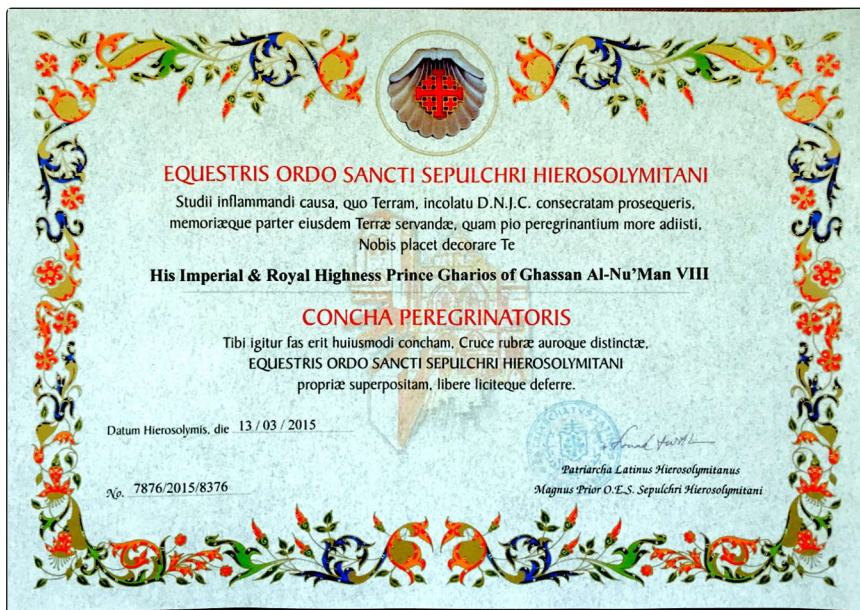 EQUESTRIS ORDO SANCTI SEPULCHRI HIEROSOLYMITANI
Studii inflammandi causa, quo Terram, incolatu D.N.J.C. consecratam prosequeris,
memoriæque parter eiusdem Terræ servandæ, quam pio peregrinantium more adiisti,
Nobis placet decorare Te
His Imperial & Royal Highness Prince Gharios of Ghassan Al-Nu'Man VIII
CONCHA PEREGRINATORIS
Tibi igitur fas erit huiusmodi concham, Cruce rubræ auroque distinctæ,
EQUESTRIS ORDO SANCTI SEPULCHRI HIEROSOLYMITANI
propriæ superpositam, libere liciteque deferre.
Datum Hierosolymis, die 13 / 03 / 2015
Patriarcha Latinus Hierosolymitanus
Magnus Prior O.E.S. Sepulchri Hierosolymitani
No. 7876/2015/8376